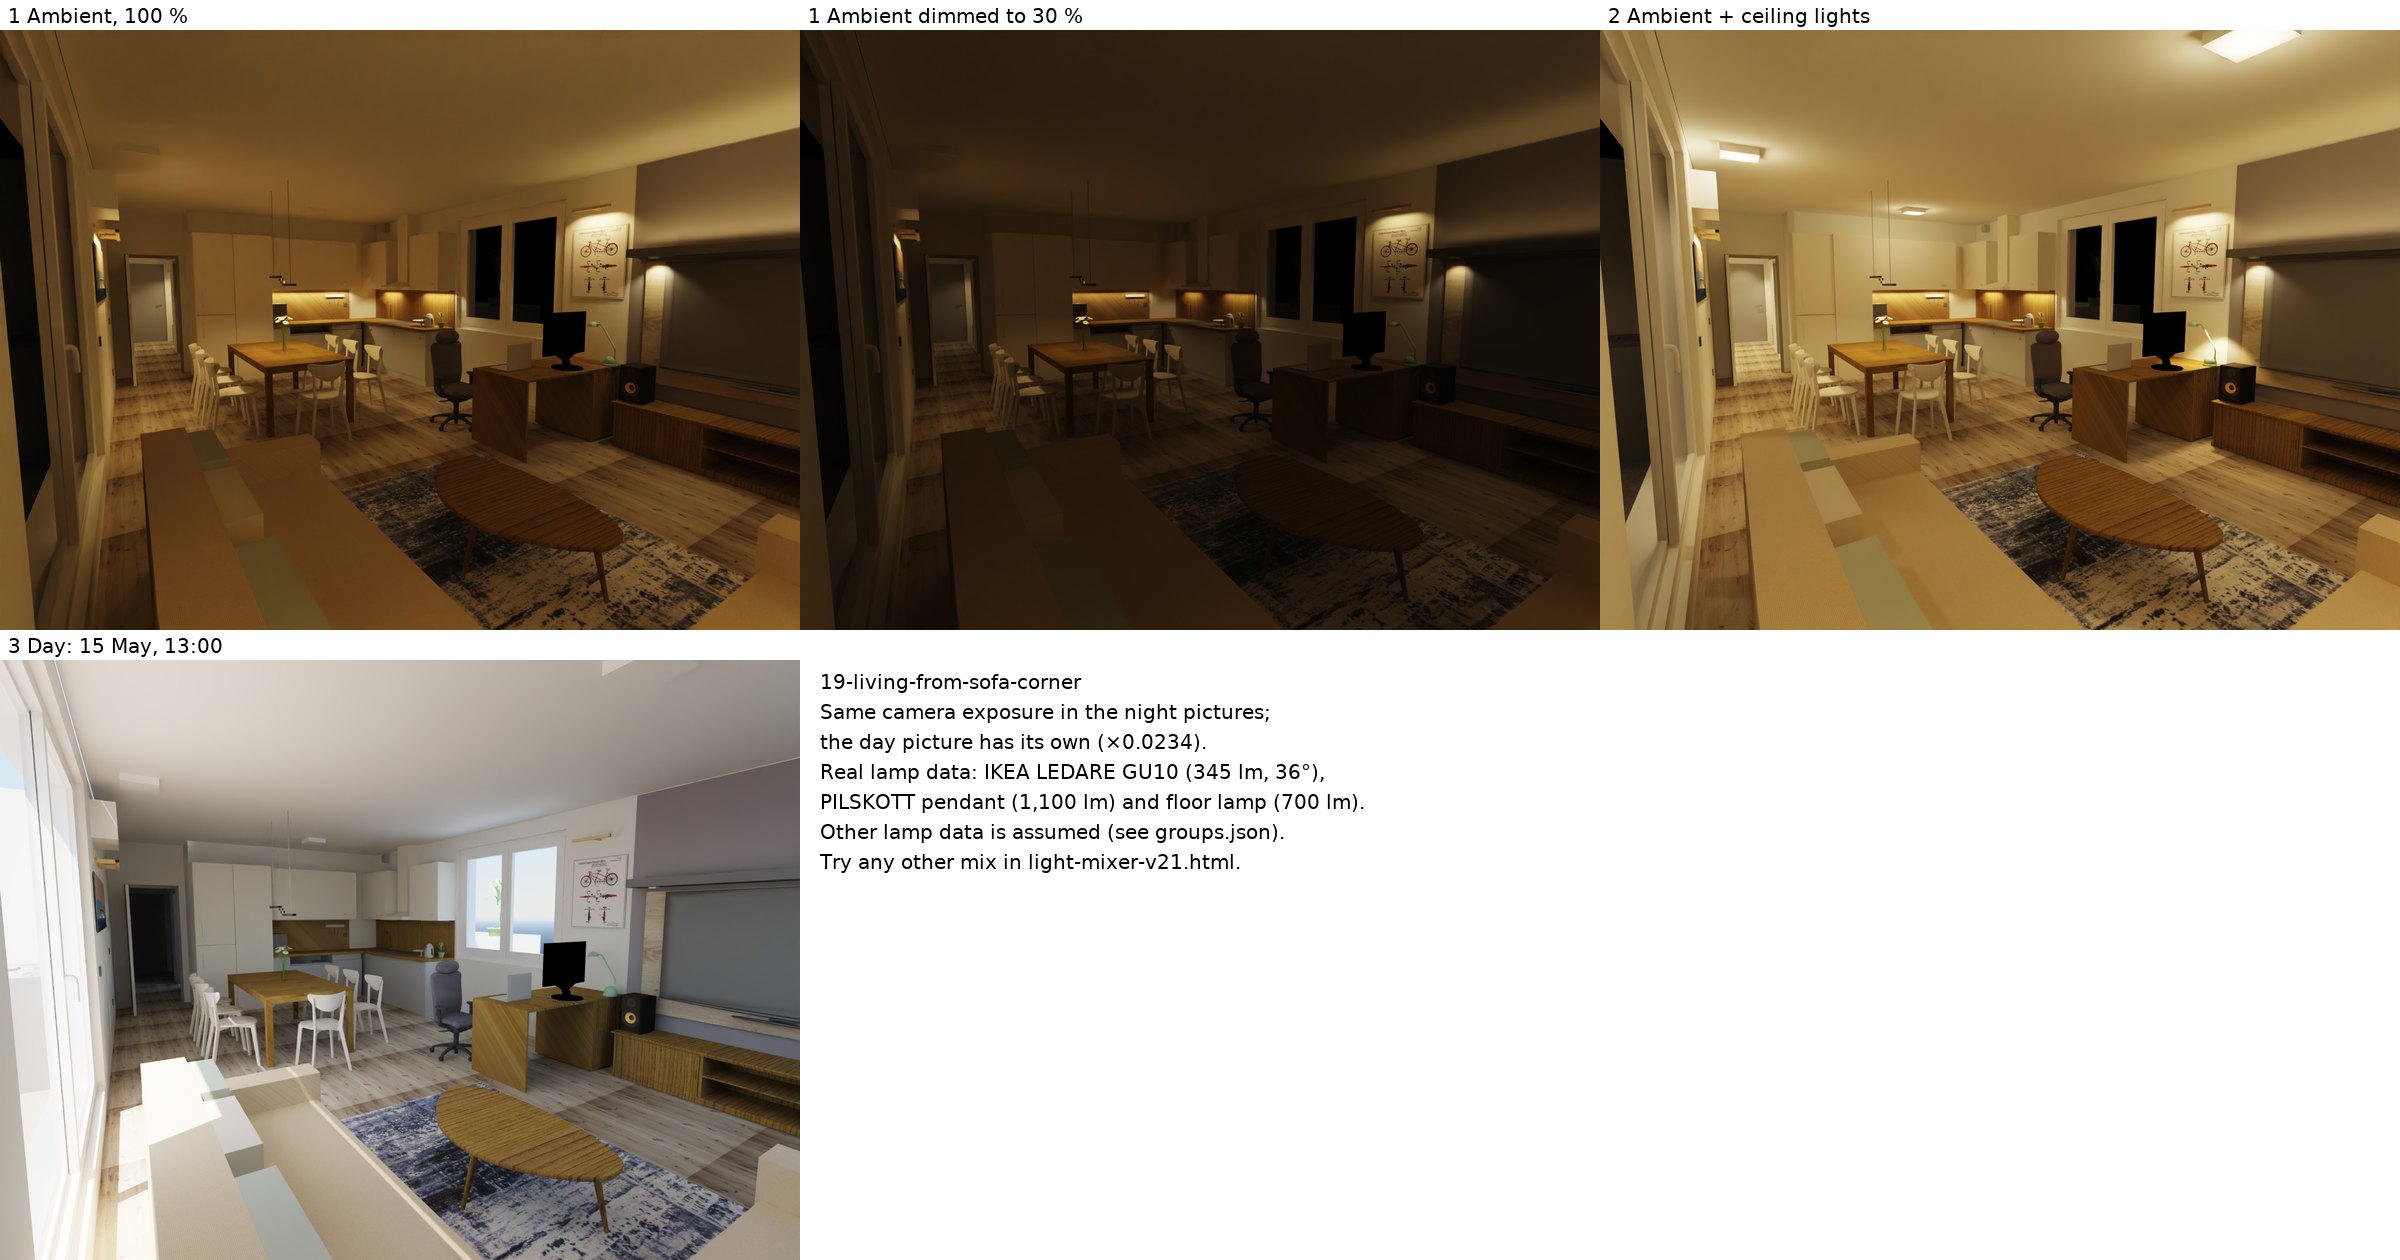 1 Ambient, 100 %
1 Ambient dimmed to 30 %
2 Ambient + ceiling lights
3 Day: 15 May, 13:00
19-living-from-sofa-corner
Same camera exposure in the night pictures;
the day picture has its own (×0.0234).
Real lamp data: IKEA LEDARE GU10 (345 lm, 36°),
PILSKOTT pendant (1,100 lm) and floor lamp (700 lm).
Other lamp data is assumed (see groups.json).
Try any other mix in light-mixer-v21.html.